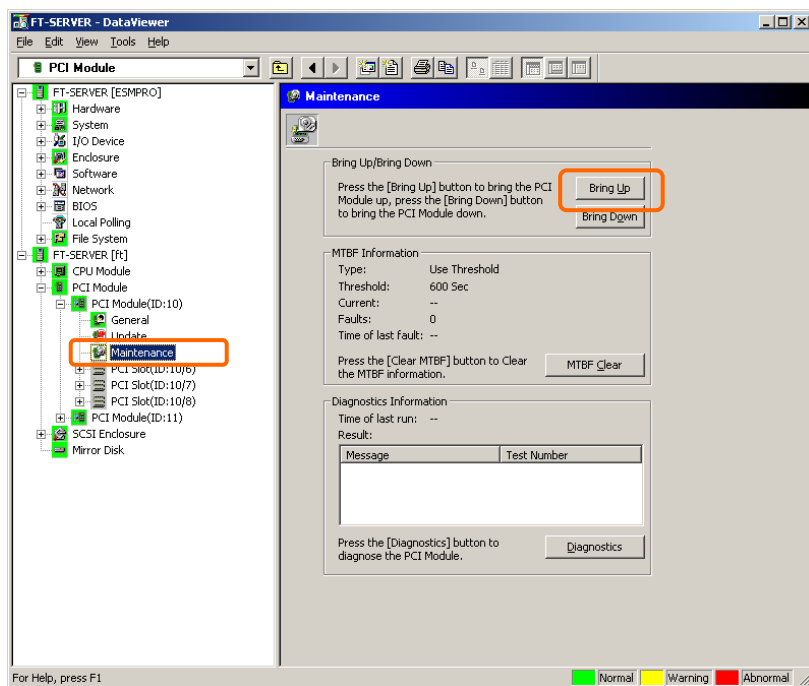 FT-SERVER - DataViewer
File Edit View Tools Help
PCI Module
FT-SERVER [ESMPRO]
Hardware
System
I/O Device
Enclosure
Software
Network
BIOS
Local Polling
File System
FT-SERVER [ft]
CPU Module
PCI Module
PCI Module(ID:10)
General
Update
Maintenance
PCI Slot(ID:10/6)
PCI Slot(ID:10/7)
PCI Slot(ID:10/8)
PCI Module(ID:11)
SCSI Enclosure
Mirror Disk
Maintenance
Bring Up/Bring Down
Press the [Bring Up] button to bring the PCI
Module up, press the [Bring Down] button
to bring the PCI Module down.
Bring Up
Bring Down
MTBF Information
Type: Use Threshold
Threshold: 600 Sec
Current: --
Faults: 0
Time of last fault: --
Press the [Clear MTBF] button to Clear
the MTBF information.
MTBF Clear
Diagnostics Information
Time of last run: --
Result:
Message Test Number
Press the [Diagnostics] button to
diagnose the PCI Module.
Diagnostics
For Help, press F1
Normal Warning Abnormal